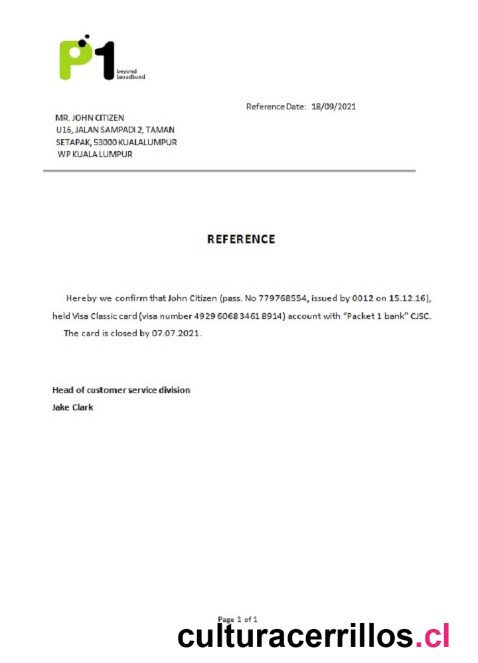 P1
beyond
broadband
Reference Date: 18/09/2021
MR. JOHN CITIZEN
U16, JALAN SAMPADI 2, TAMAN
SETAPAK, 53000 KUALALUMPUR
WP KUALA LUMPUR
REFERENCE
Hereby we confirm that John Citizen (pass. No 779768554, issued by 0012 on 15.12.16),
held Visa Classic card (visa number 4929 6068 3461 8914) account with "Packet 1 bank" CJSC.
The card is closed by 07.07.2021.
Head of customer service division
Jake Clark
Page 1 of 1
culturacerrillos.cl